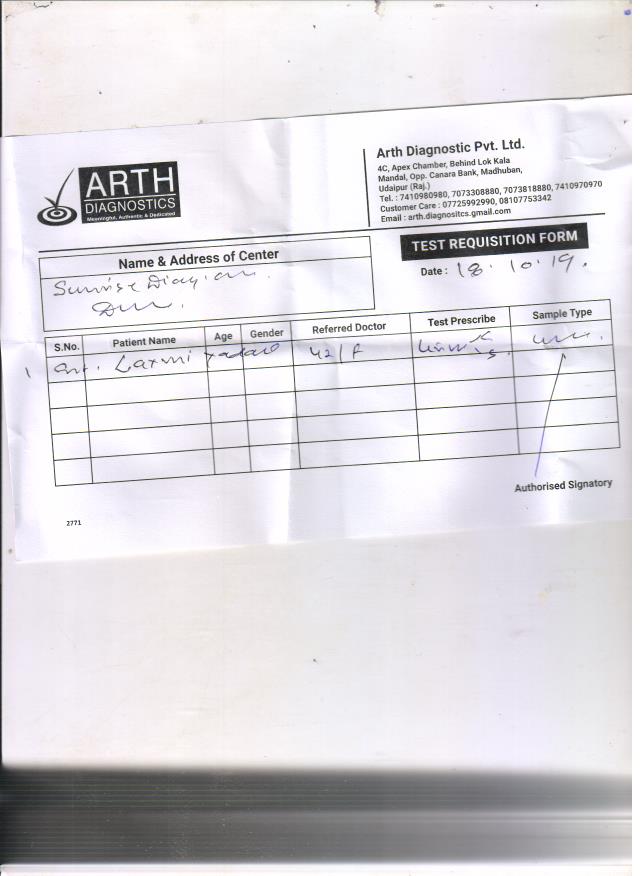 ARTH
DIAGNOSTICS
Meaningful, Authentic & Dedicated
Arth Diagnostic Pvt. Ltd.
4C, Apex Chamber, Behind Lok Kala
Mandal, Opp. Canara Bank, Madhuban,
Udaipur (Raj.)
Tel. : 7410980980, 7073308880, 7073818880, 7410970970
Customer Care : 07725992990, 08107753342
Email : arth.diagnositcs.gmail.com
Name & Address of Center
TEST REQUISITION FORM
Sunrise
Date : 18. 10. 19.
S.No. Patient Name Age Gender Referred Doctor Test Prescribe Sample Type
1 Laxmi 42/F
Authorised Signatory
2771